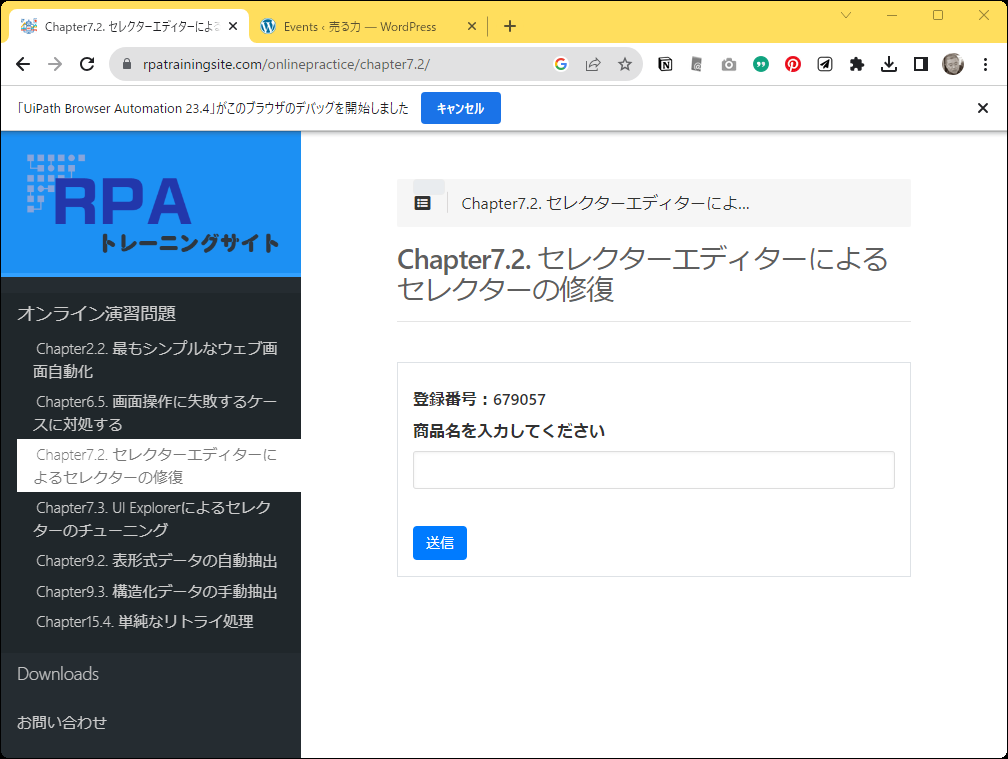 Chapter7.2. セレクターエディターによる
Events ‹ 売る力 — WordPress
rpatrainingsite.com/onlinepractice/chapter7.2/
「UiPath Browser Automation 23.4」がこのブラウザのデバッグを開始しました
キャンセル
RPA
トレーニングサイト
オンライン演習問題
Chapter2.2. 最もシンプルなウェブ画
面自動化
Chapter6.5. 画面操作に失敗するケー
スに対処する
Chapter7.2. セレクターエディターに
よるセレクターの修復
Chapter7.3. UI Explorerによるセレク
ターのチューニング
Chapter9.2. 表形式データの自動抽出
Chapter9.3. 構造化データの手動抽出
Chapter15.4. 単純なリトライ処理
Downloads
お問い合わせ
Chapter7.2. セレクターエディターによ...
Chapter7.2. セレクターエディターによる
セレクターの修復
登録番号：679057
商品名を入力してください
送信